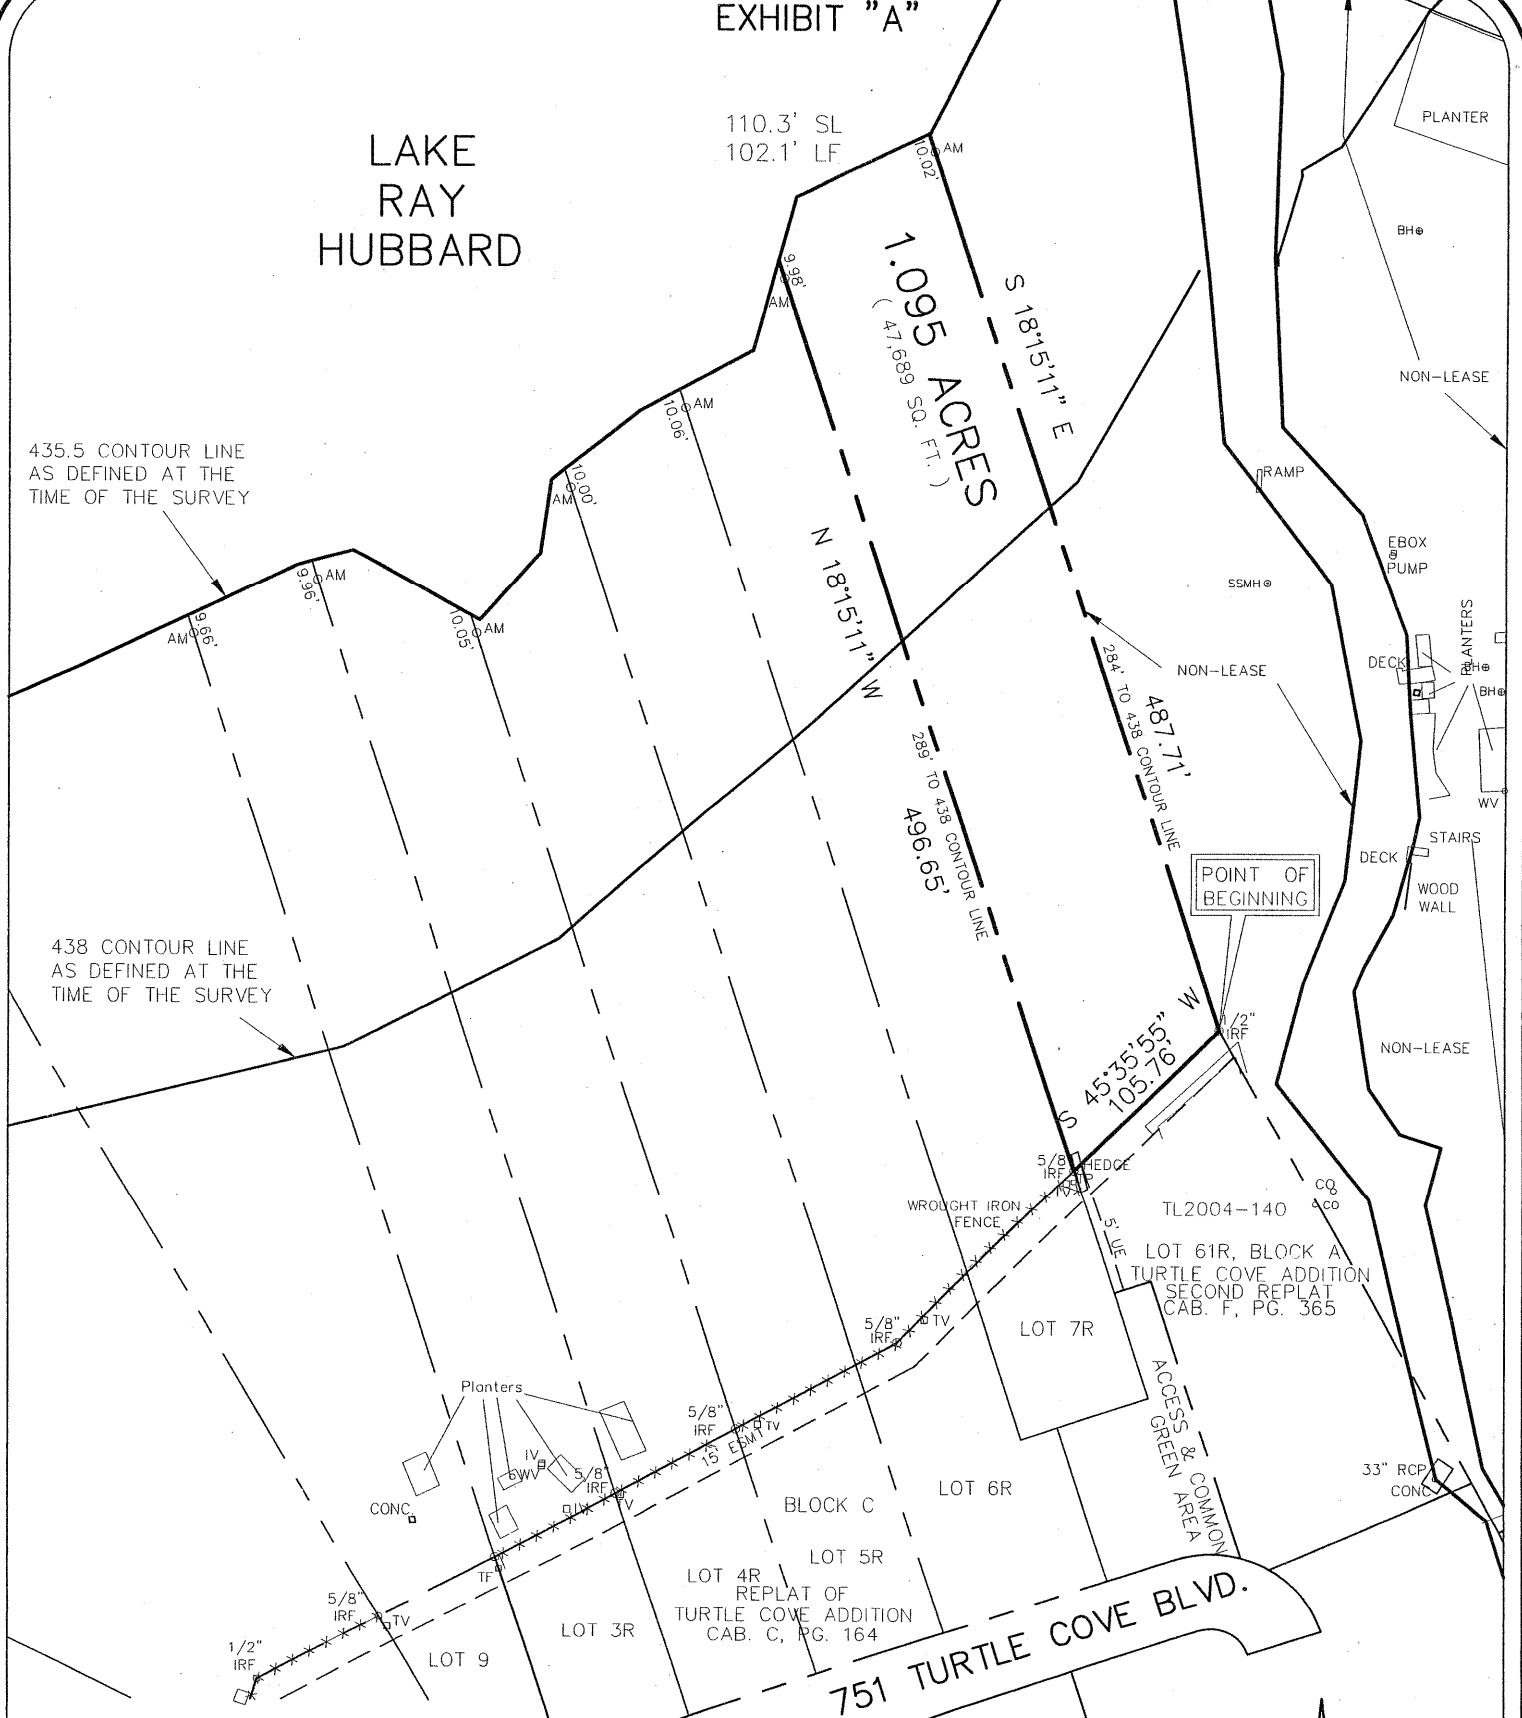 EXHIBIT "A"
LAKE
RAY
HUBBARD
110.3' SL
102.1' LF
10.02'
AM
9.98'
AM
1.095 ACRES
( 47,689 SQ. FT. )
S 18°15'11" E
PLANTER
BH
NON-LEASE
10.06'
AM
10.00'
AM
435.5 CONTOUR LINE
AS DEFINED AT THE
TIME OF THE SURVEY
9.96'
AM
9.66'
AM
10.05'
AM
N 18°15'11" W
RAMP
EBOX
PUMP
SSMH
PLANTERS
DECK
BH
BH
NON-LEASE
284' TO 438 CONTOUR LINE
487.71'
289' TO 438 CONTOUR LINE
496.65'
WV
STAIRS
DECK
WOOD
WALL
POINT OF
BEGINNING
438 CONTOUR LINE
AS DEFINED AT THE
TIME OF THE SURVEY
1/2"
IRF
NON-LEASE
S 45°35'55" W
105.76'
5/8"
IRF
HEDGE
WROUGHT IRON
FENCE
5' UE
CO
CO
TL2004-140
LOT 61R, BLOCK A
TURTLE COVE ADDITION
SECOND REPLAT
CAB. F, PG. 365
LOT 7R
5/8"
IRF
TV
ACCESS & COMMON
GREEN AREA
Planters
5/8"
IRF
TV
15' ESMT
IV
6WV
5/8"
IRF
IV
TV
CONC
33" RCP
CONC
LOT 6R
BLOCK C
LOT 5R
LOT 4R
REPLAT OF
TURTLE COVE ADDITION
CAB. C, PG. 164
TF
5/8"
IRF
TV
1/2"
IRF
LOT 9
LOT 3R
751 TURTLE COVE BLVD.